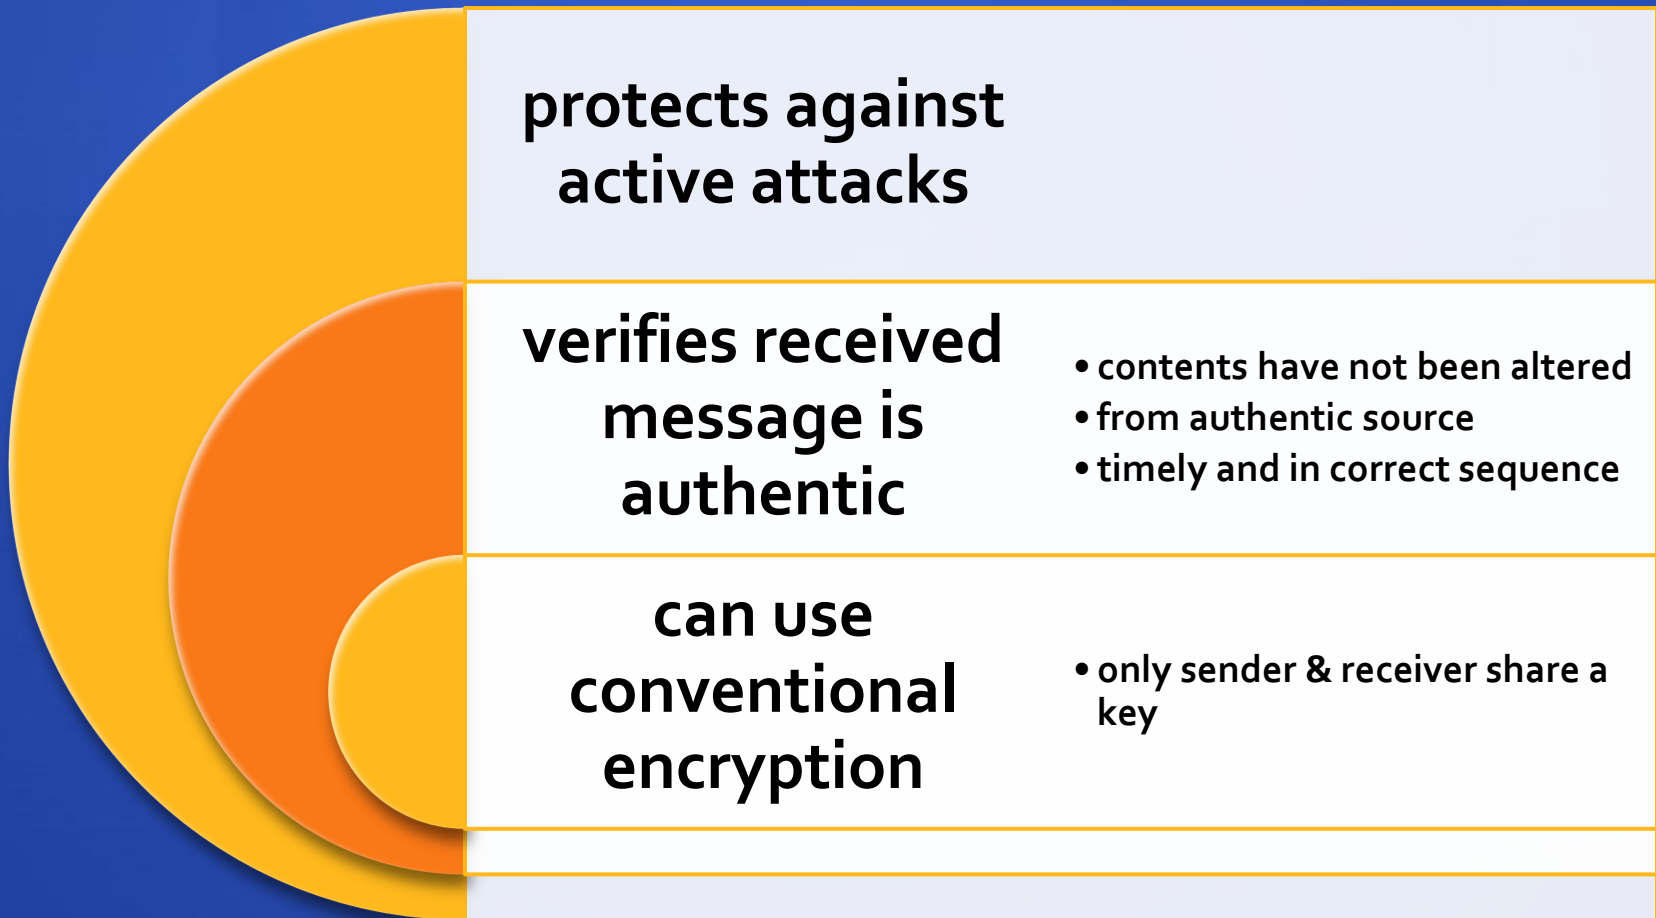 protects against
active attacks
verifies received
message is
authentic
• contents have not been altered
• from authentic source
• timely and in correct sequence
can use
conventional
encryption
• only sender & receiver share a
key